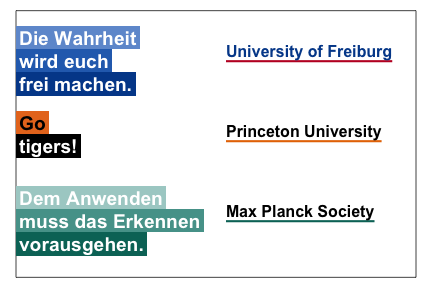 Die Wahrheit
wird euch
frei machen.
University of Freiburg
Go
tigers!
Princeton University
Dem Anwenden
muss das Erkennen
vorausgehen.
Max Planck Society